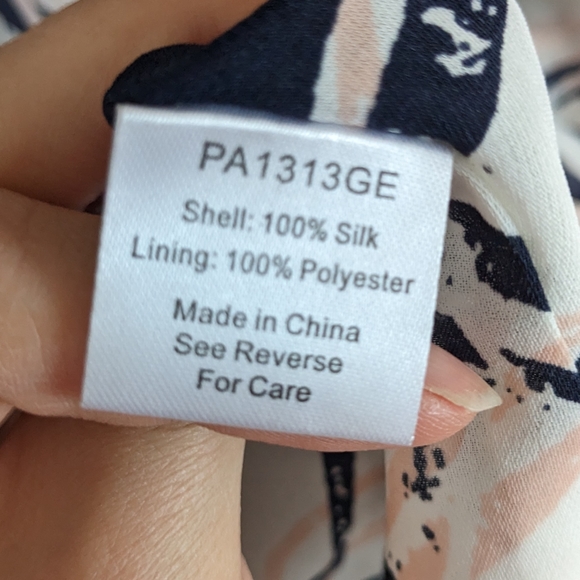 PA1313GE
Shell: 100% Silk
Lining: 100% Polyester
Made in China
See Reverse
For Care